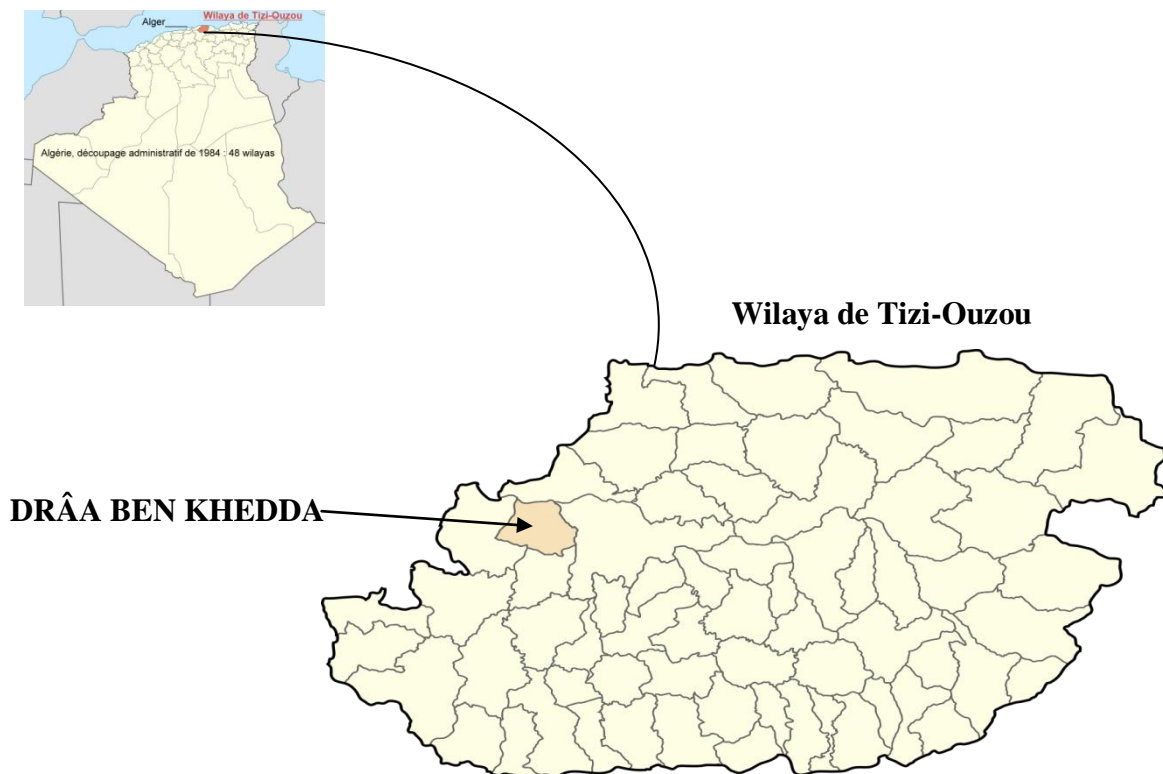 Wilaya de Tizi-Ouzou
Alger
Algérie, découpage administratif de 1984 : 48 wilayas
Wilaya de Tizi-Ouzou
DRÂA BEN KHEDDA